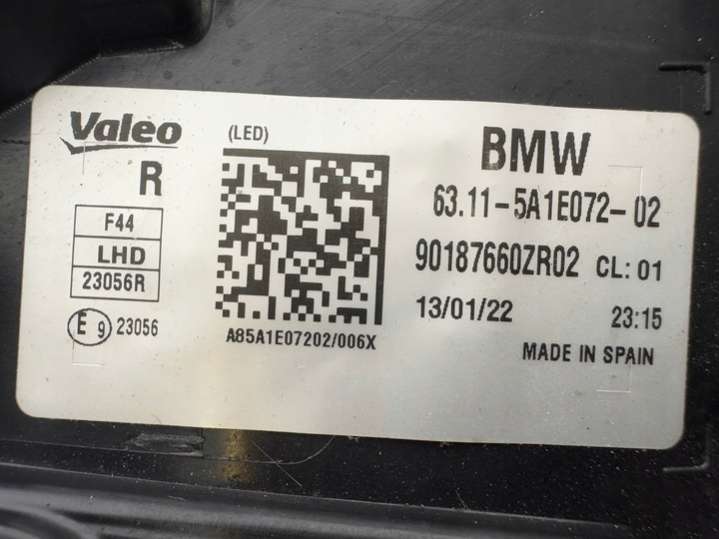 Valeo
(LED)
BMW
R
63.11-5A1E072-02
F44
LHD
23056R
90187660ZR02 CL: 01
13/01/22 23:15
E 9 23056
A85A1E07202/006X
MADE IN SPAIN